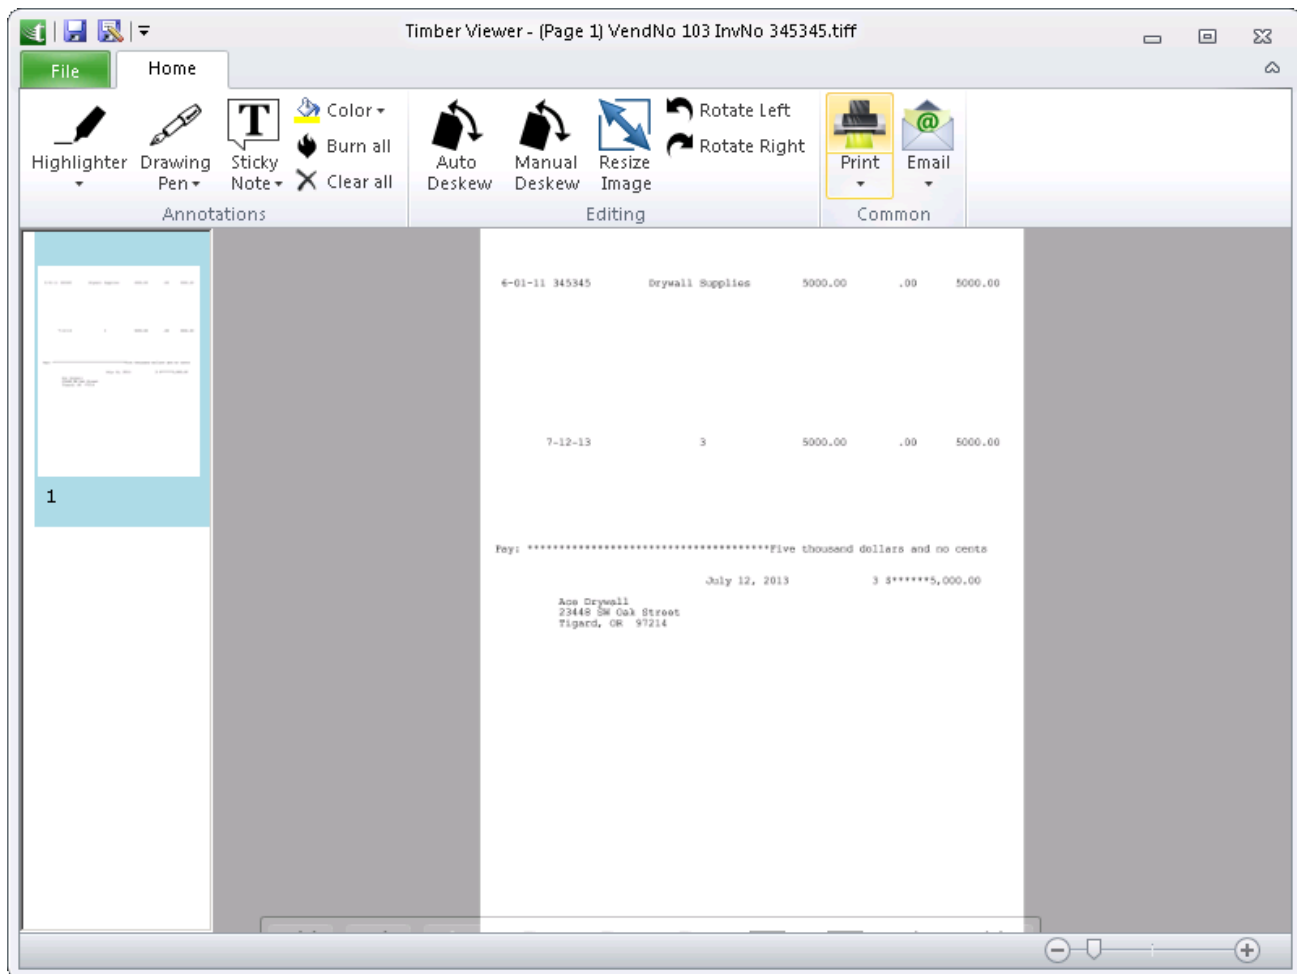 Timber Viewer - (Page 1) VendNo 103 InvNo 345345.tiff
File Home
Highlighter
Drawing Pen
Sticky Note
Color
Burn all
Clear all
Annotations
Auto Deskew
Manual Deskew
Resize Image
Rotate Left
Rotate Right
Editing
Print
Email
Common
1
6-01-11 345345 Drywall Supplies 5000.00 .00 5000.00
7-12-13 3 5000.00 .00 5000.00
Pay: **************************************Five thousand dollars and no cents
July 12, 2013 3 $******5,000.00
Ace Drywall
23448 SW Oak Street
Tigard, OR 97214